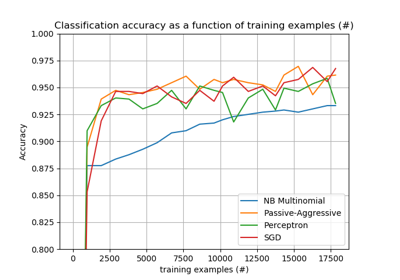 Classification accuracy as a function of training examples (#)
1.000
0.975
0.950
0.925
0.900
0.875
0.850
0.825
0.800
Accuracy
NB Multinomial
Passive-Aggressive
Perceptron
SGD
0 2500 5000 7500 10000 12500 15000 17500
training examples (#)